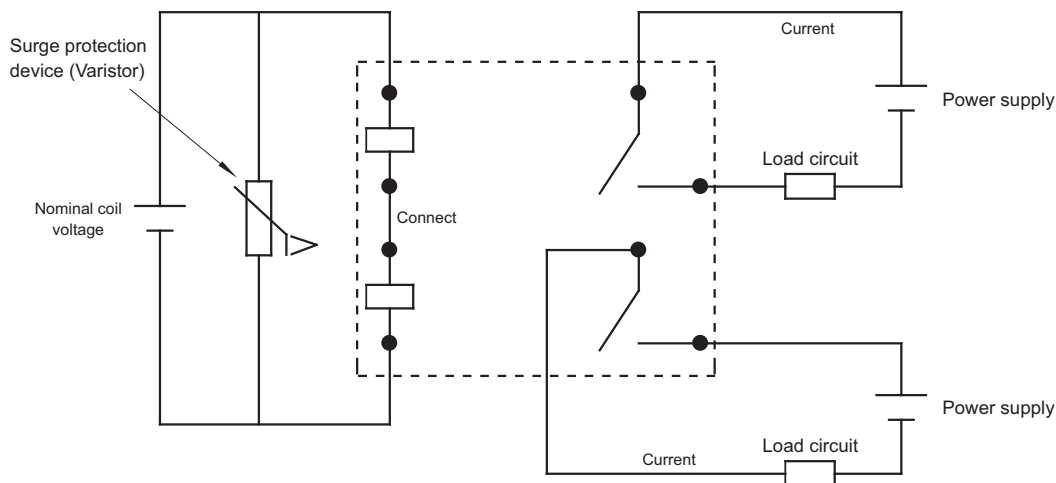 Surge protection
device (Varistor)
Nominal coil
voltage
Connect
Current
Power supply
Load circuit
Power supply
Load circuit
Current